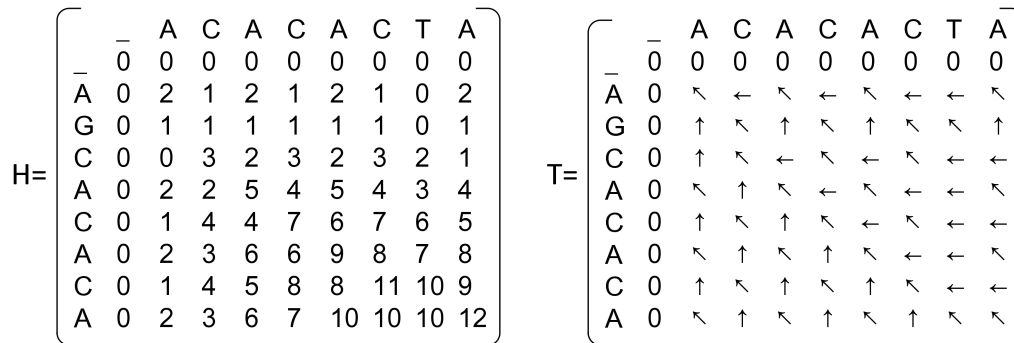 _ A C A C A C T A _ A C A C A C T A
_ 0 0 0 0 0 0 0 0 0 _ 0 0 0 0 0 0 0 0 0
A 0 2 1 2 1 2 1 0 2 A 0 ↖ ← ↖ ← ↖ ← ← ↖
G 0 1 1 1 1 1 1 0 1 G 0 ↑ ↖ ↑ ↖ ↑ ↖ ↖ ↑
H= C 0 0 3 2 3 2 3 2 1 T= C 0 ↑ ↖ ← ↖ ← ↖ ← ←
A 0 2 2 5 4 5 4 3 4 A 0 ↖ ↑ ↖ ← ↖ ← ← ↖
C 0 1 4 4 7 6 7 6 5 C 0 ↑ ↖ ↑ ↖ ← ↖ ← ←
A 0 2 3 6 6 9 8 7 8 A 0 ↖ ↑ ↖ ↑ ↖ ← ← ↖
C 0 1 4 5 8 8 11 10 9 C 0 ↑ ↖ ↑ ↖ ↑ ↖ ← ←
A 0 2 3 6 7 10 10 10 12 A 0 ↖ ↑ ↖ ↑ ↖ ↑ ↖ ↖